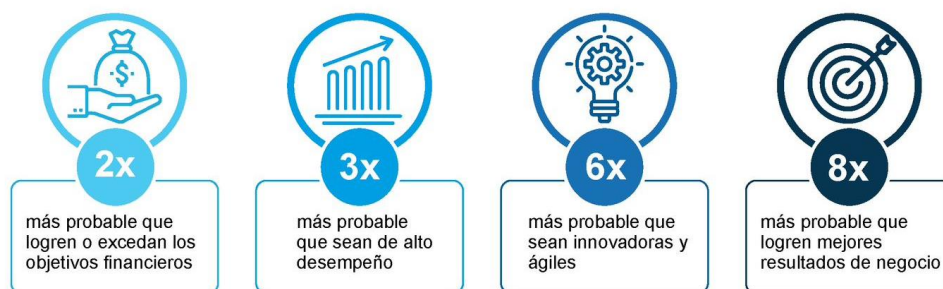 $
2x
más probable que
logren o excedan los
objetivos financieros
3x
más probable
que sean de alto
desempeño
6x
más probable que
sean innovadoras y
ágiles
8x
más probable que
logren mejores
resultados de negocio